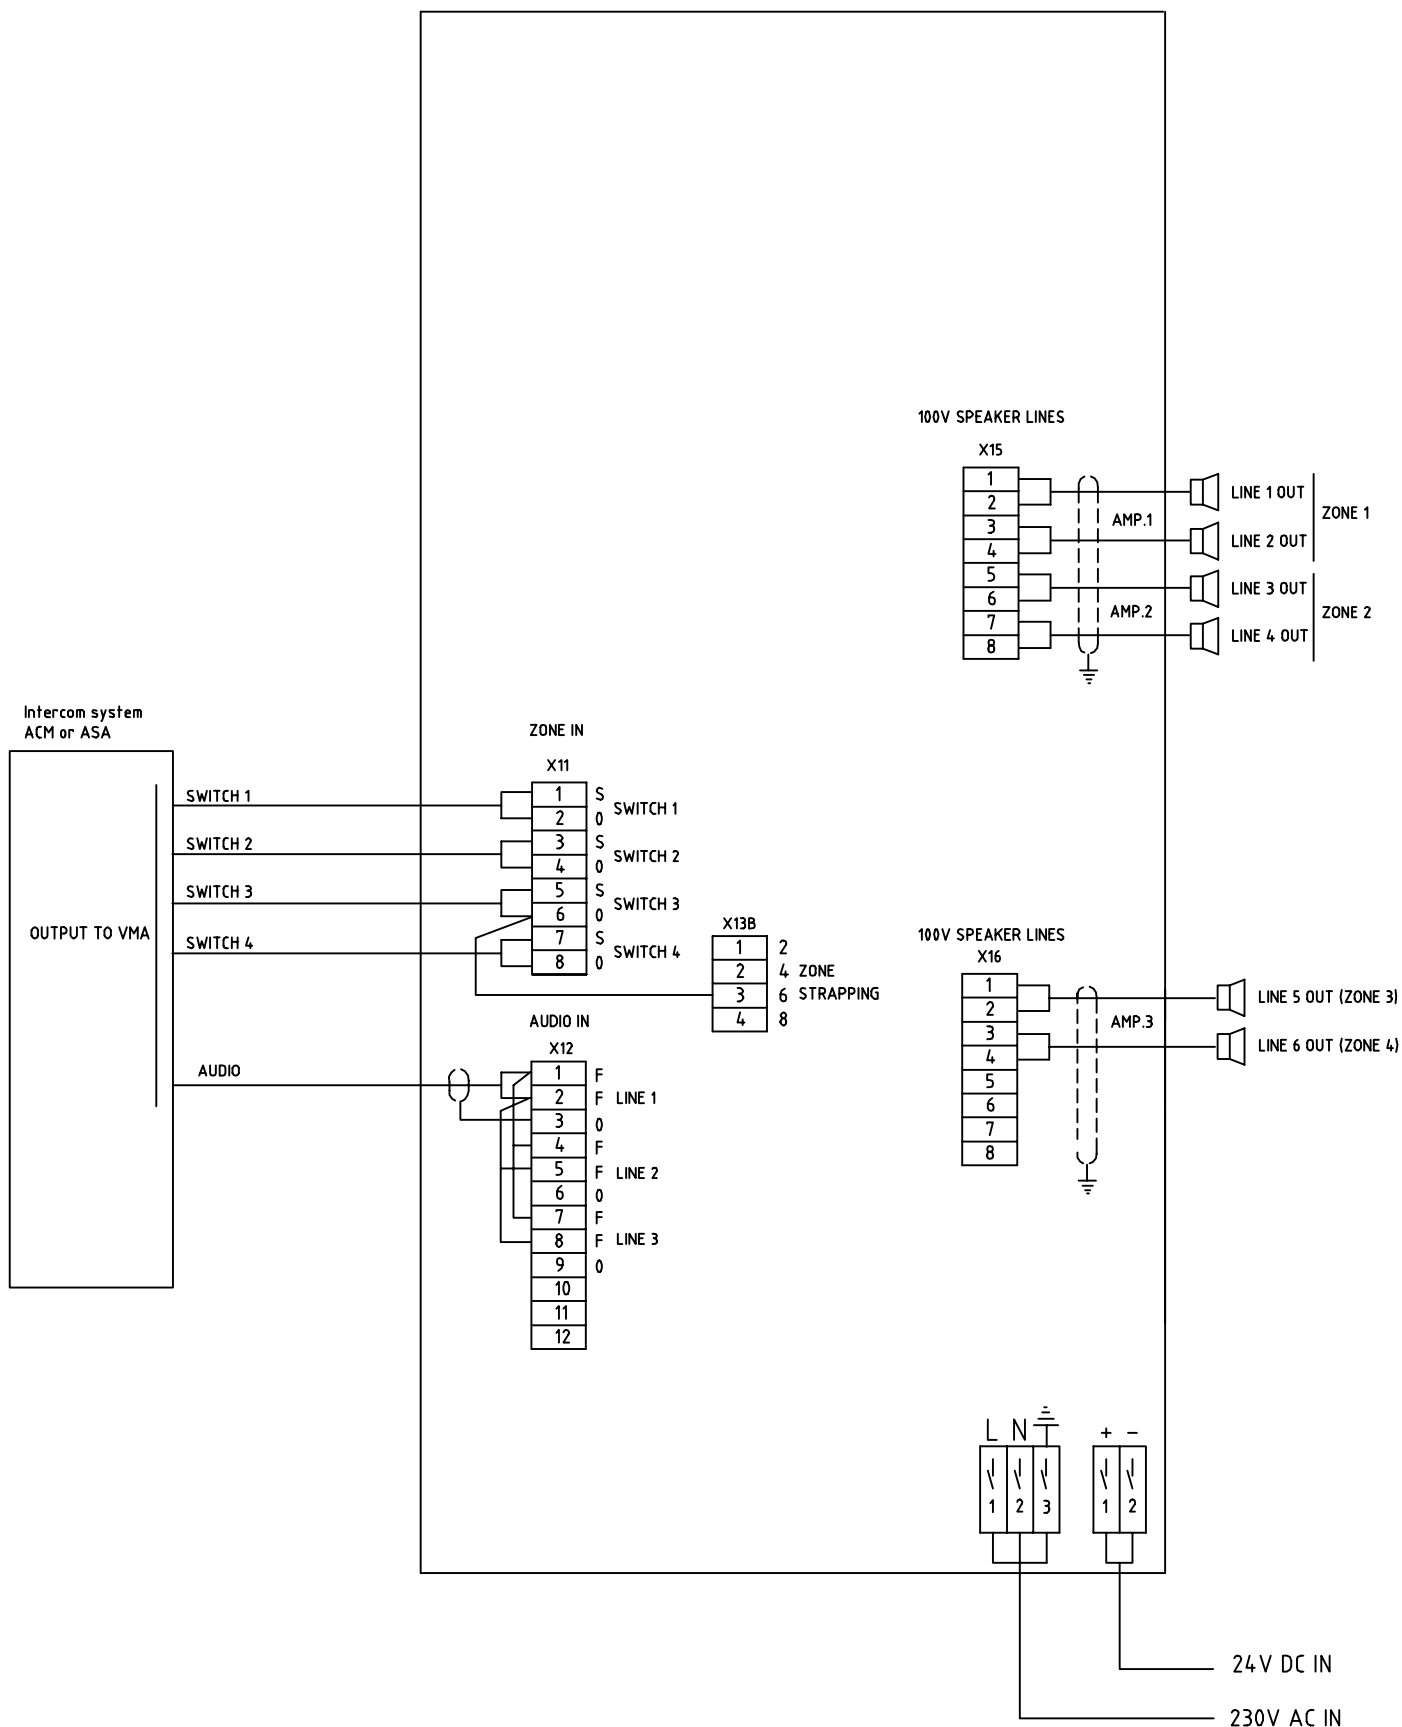 100V SPEAKER LINES
X15
1
2
3
4
5
6
7
8
AMP.1
AMP.2
LINE 1 OUT
LINE 2 OUT
ZONE 1
LINE 3 OUT
LINE 4 OUT
ZONE 2
Intercom system
ACM or ASA
OUTPUT TO VMA
SWITCH 1
SWITCH 2
SWITCH 3
SWITCH 4
AUDIO
ZONE IN
X11
1 S
2 0
SWITCH 1
3 S
4 0
SWITCH 2
5 S
6 0
SWITCH 3
7 S
8 0
SWITCH 4
X13B
1 2
2 4 ZONE
3 6 STRAPPING
4 8
AUDIO IN
X12
1 F
2 F LINE 1
3 0
4 F
5 F LINE 2
6 0
7 F
8 F LINE 3
9 0
10
11
12
100V SPEAKER LINES
X16
1
2
3
4
5
6
7
8
AMP.3
LINE 5 OUT (ZONE 3)
LINE 6 OUT (ZONE 4)
L N
1 2 3
+ −
1 2
24V DC IN
230V AC IN